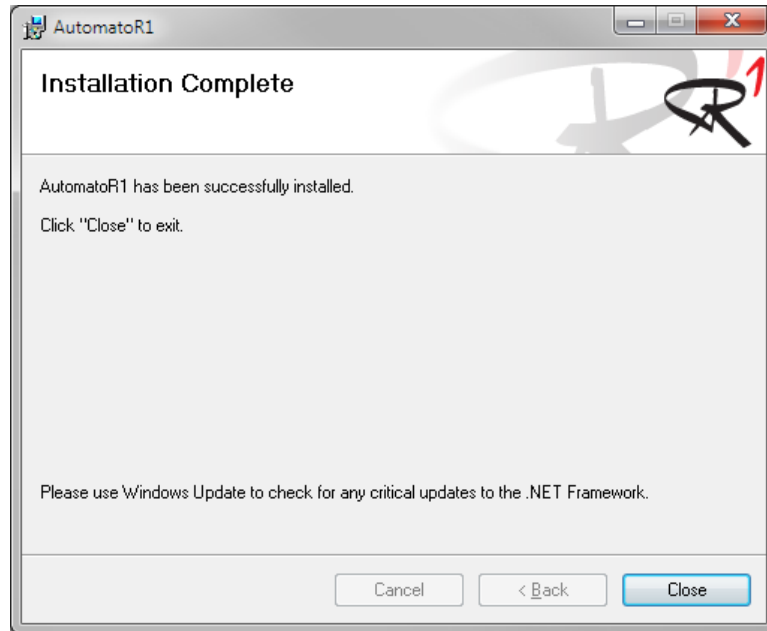 AutomatoR1
Installation Complete
R1
AutomatoR1 has been successfully installed.
Click "Close" to exit.
Please use Windows Update to check for any critical updates to the .NET Framework.
Cancel
< Back
Close